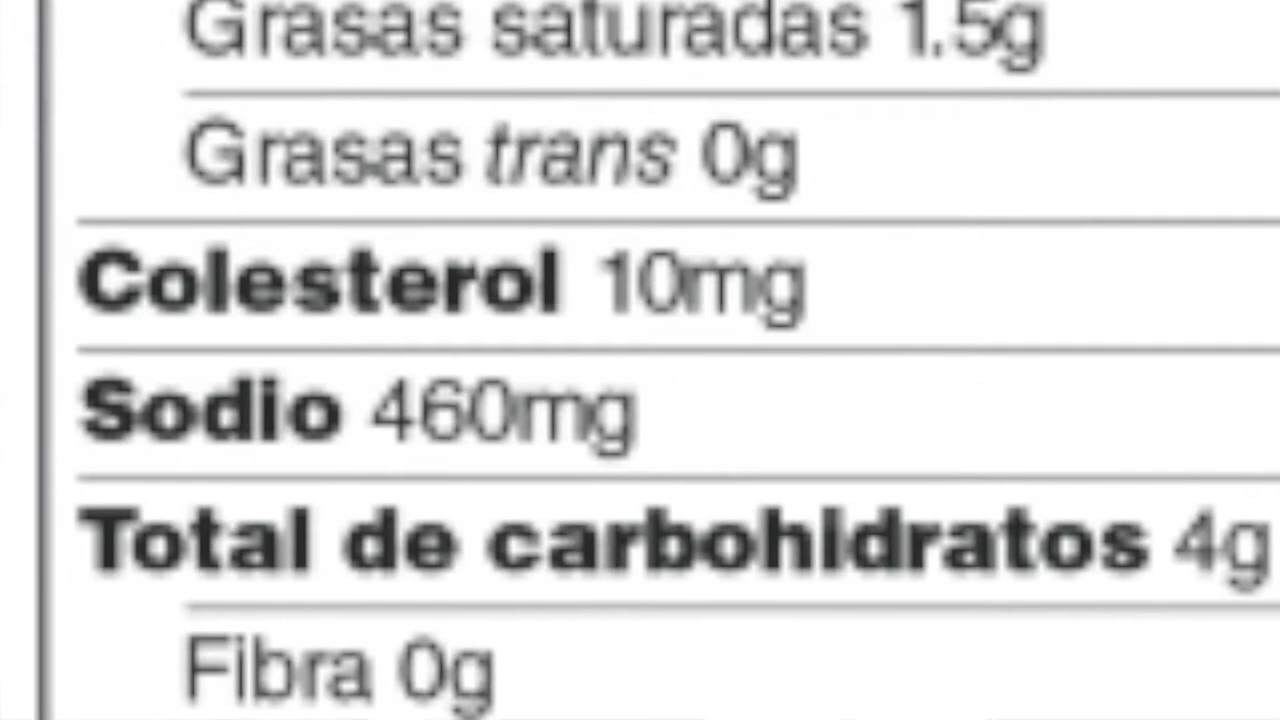 Grasas saturadas 1.5g
Grasas trans 0g
Colesterol 10mg
Sodio 460mg
Total de carbohidratos 4g
Fibra 0g